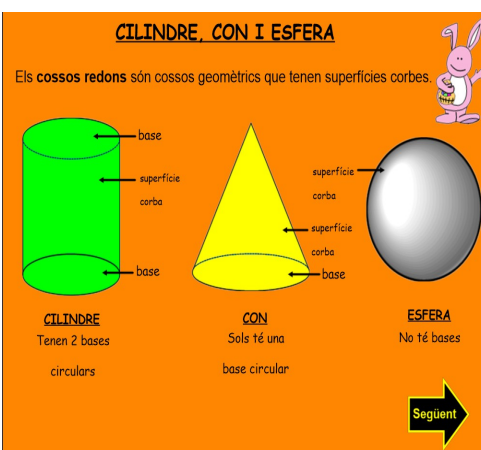 CILINDRE, CON I ESFERA
Els cossos redons són cossos geomètrics que tenen superfícies corbes.
base
superfície
corba
base
CILINDRE
Tenen 2 bases
circulars
superfície
corba
base
CON
Sols té una
base circular
superfície
corba
ESFERA
No té bases
Següent